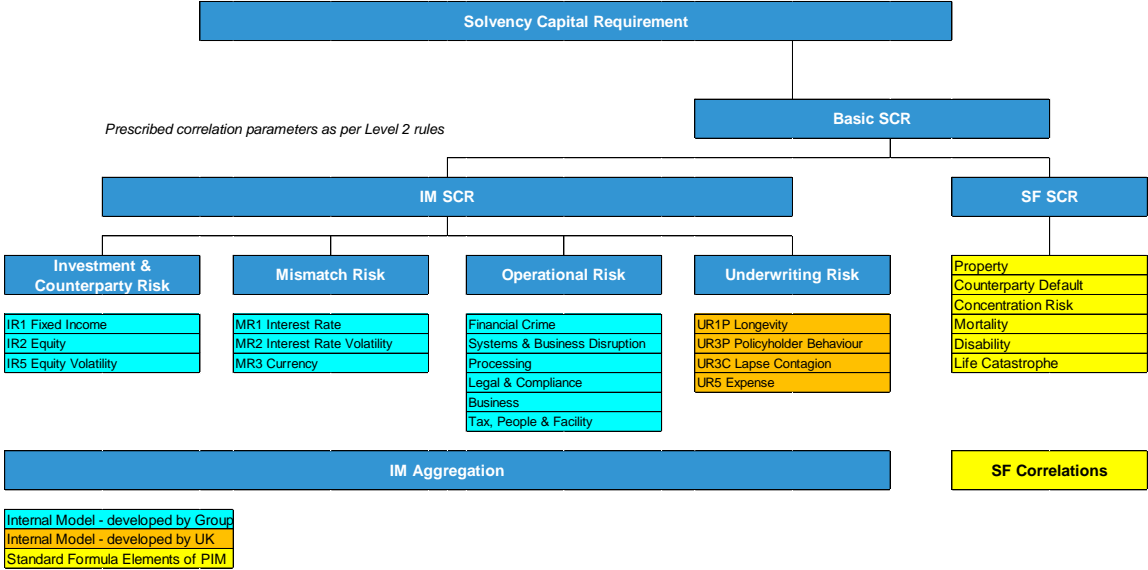 Solvency Capital Requirement
Basic SCR
Prescribed correlation parameters as per Level 2 rules
IM SCR
SF SCR
Investment &
Counterparty Risk
Mismatch Risk
Operational Risk
Underwriting Risk
IR1 Fixed Income
IR2 Equity
IR5 Equity Volatility
MR1 Interest Rate
MR2 Interest Rate Volatility
MR3 Currency
Financial Crime
Systems & Business Disruption
Processing
Legal & Compliance
Business
Tax, People & Facility
UR1P Longevity
UR3P Policyholder Behaviour
UR3C Lapse Contagion
UR5 Expense
Property
Counterparty Default
Concentration Risk
Mortality
Disability
Life Catastrophe
IM Aggregation
SF Correlations
Internal Model - developed by Group
Internal Model - developed by UK
Standard Formula Elements of PIM